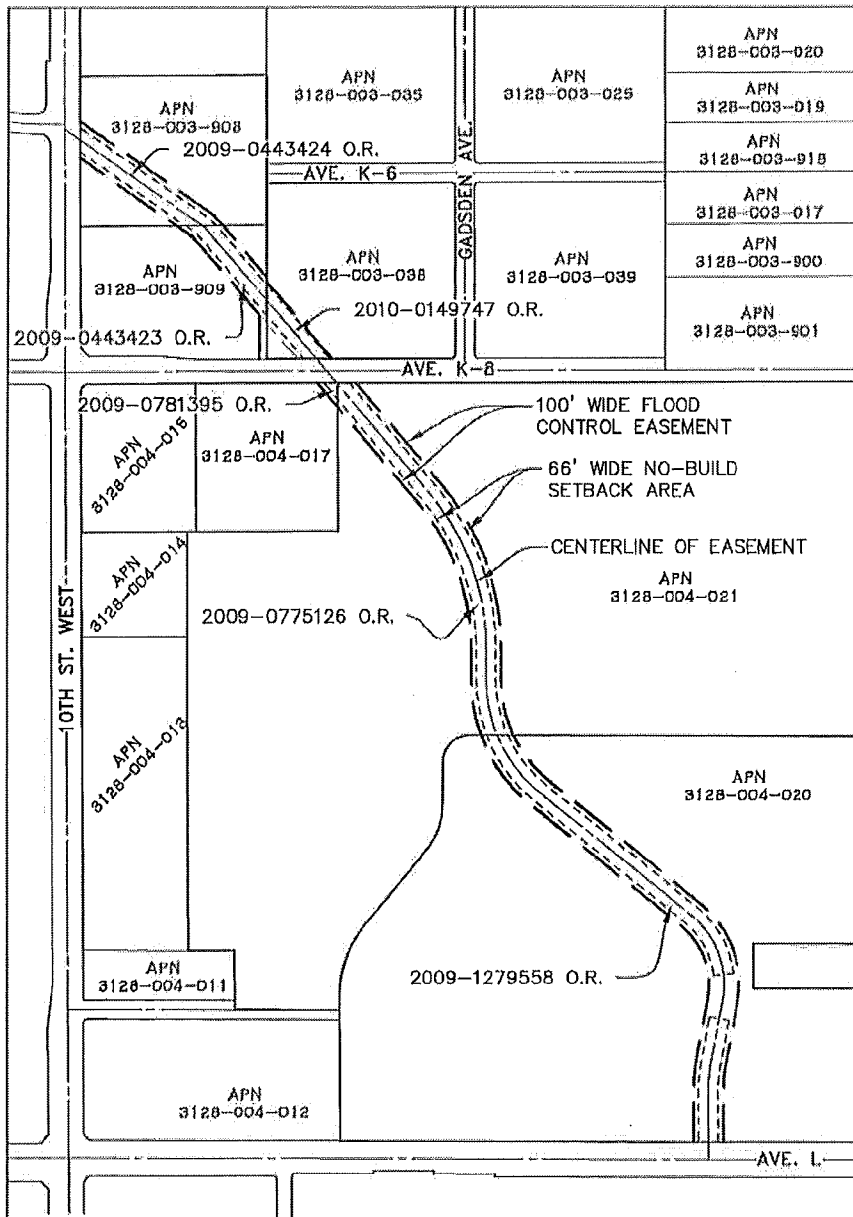 APN
3128-003-020
APN
3128-003-035
APN
3128-003-025
APN
3128-003-019
APN
3128-003-908
2009-0443424 O.R.
APN
3128-003-918
AVE. K-6
GADSDEN AVE.
APN
3128-003-017
APN
3128-003-900
APN
3128-003-909
APN
3128-003-038
APN
3128-003-039
2010-0149747 O.R.
APN
3128-003-901
2009-0443423 O.R.
AVE. K-8
2009-0781395 O.R.
100' WIDE FLOOD
CONTROL EASEMENT
APN
3128-004-016
APN
3128-004-017
66' WIDE NO-BUILD
SETBACK AREA
CENTERLINE OF EASEMENT
APN
3128-004-014
APN
3128-004-021
2009-0775126 O.R.
10TH ST. WEST
APN
3128-004-013
APN
3128-004-020
APN
3128-004-011
2009-1279558 O.R.
APN
3128-004-012
AVE. L